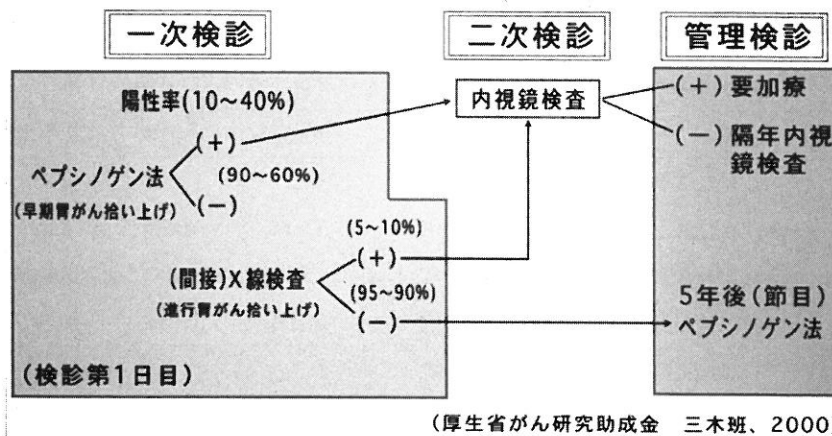 一次検診
二次検診
管理検診
陽性率(10～40%)
(+)
ペプシノゲン法
(90～60%)
(早期胃がん拾い上げ)
(−)
(5～10%)
(+)
(間接)X線検査
(95～90%)
(進行胃がん拾い上げ)
(−)
(検診第1日目)
内視鏡検査
(+)要加療
(−)隔年内視
鏡検査
5年後(節目)
ペプシノゲン法
(厚生省がん研究助成金　三木班、2000